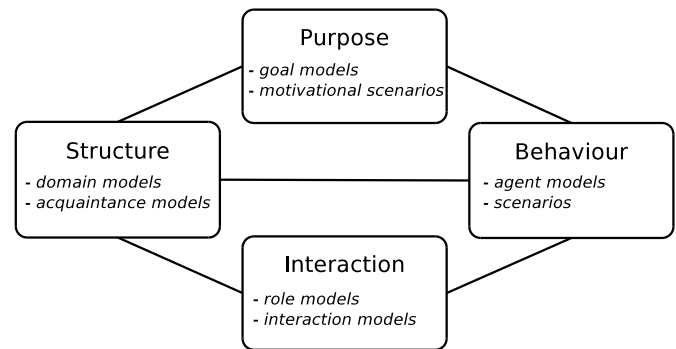 Purpose
- goal models
- motivational scenarios
Structure
- domain models
- acquaintance models
Behaviour
- agent models
- scenarios
Interaction
- role models
- interaction models